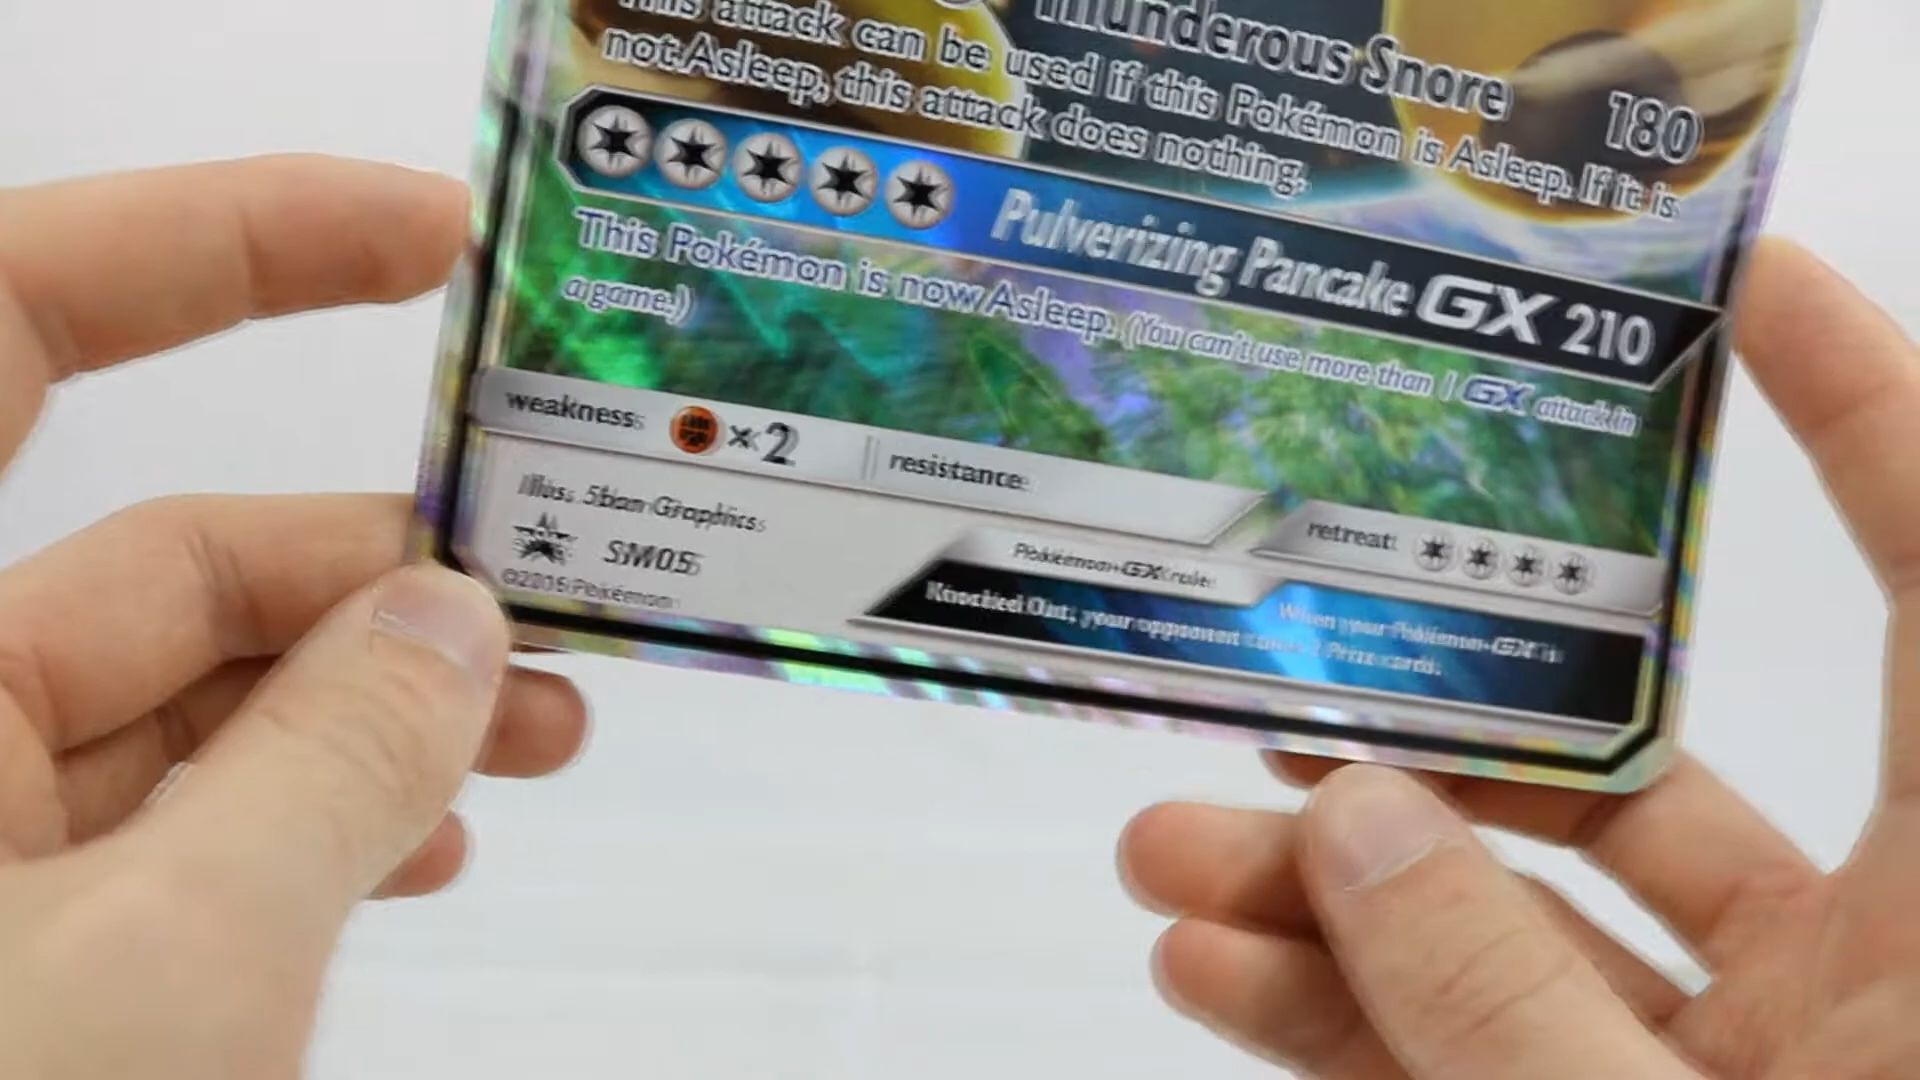 Thunderous Snore 180
This attack can be used if this Pokémon is Asleep. If it is
not Asleep, this attack does nothing.
Pulverizing Pancake GX 210
This Pokémon is now Asleep. (You can't use more than 1 GX attack in
a game.)
weakness ×2 resistance
retreat
Illus. 5ban Graphics
SM05
Pokémon-GX rule
©2016 Pokémon
When your Pokémon-GX is
Knocked Out, your opponent takes 2 Prize cards.